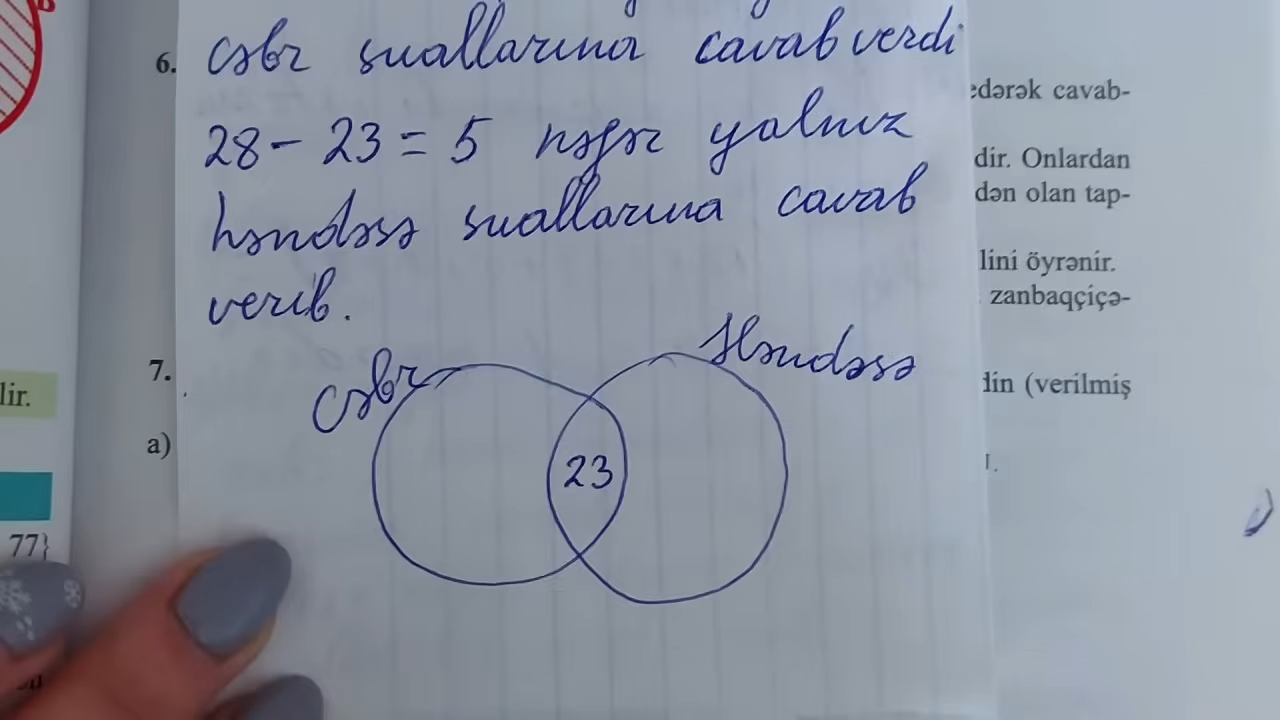 6. cəbr suallarına cavab verdi
edərək cavab-
28 - 23 = 5 nəfər yalnız
dir. Onlardan
həndəsə suallarına cavab
dən olan tap-
verib.
lini öyrənir.
zanbaqçiçə-
Həndəsə
7. Cəbr
din (verilmiş
lir.
a)
23
77}